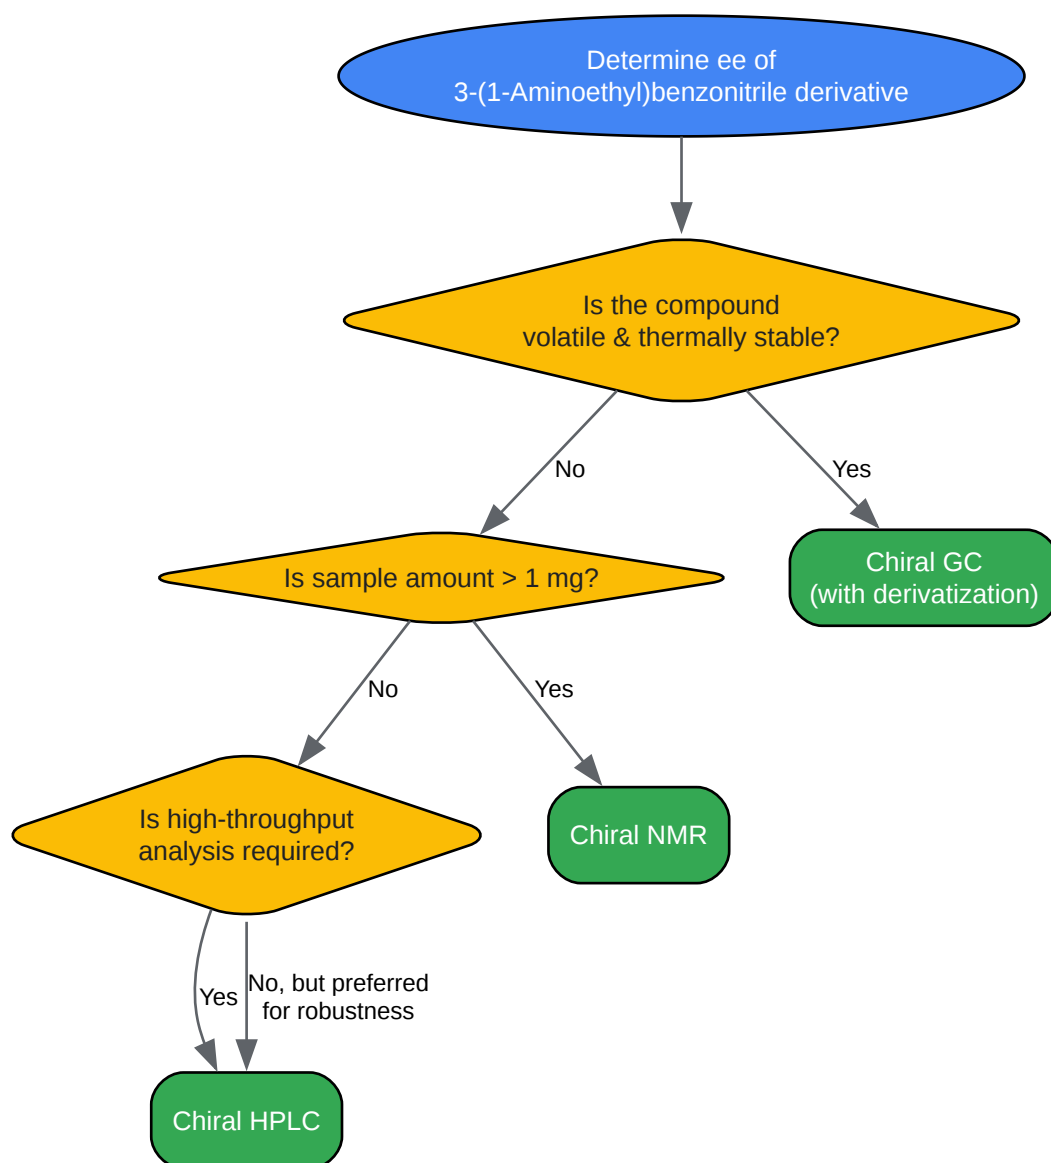 Determine ee of
3-(1-Aminoethyl)benzonitrile derivative
Is the compound
volatile & thermally stable?
No
Yes
Is sample amount > 1 mg?
Chiral GC
(with derivatization)
No
Yes
Is high-throughput
analysis required?
Chiral NMR
Yes
No, but preferred
for robustness
Chiral HPLC